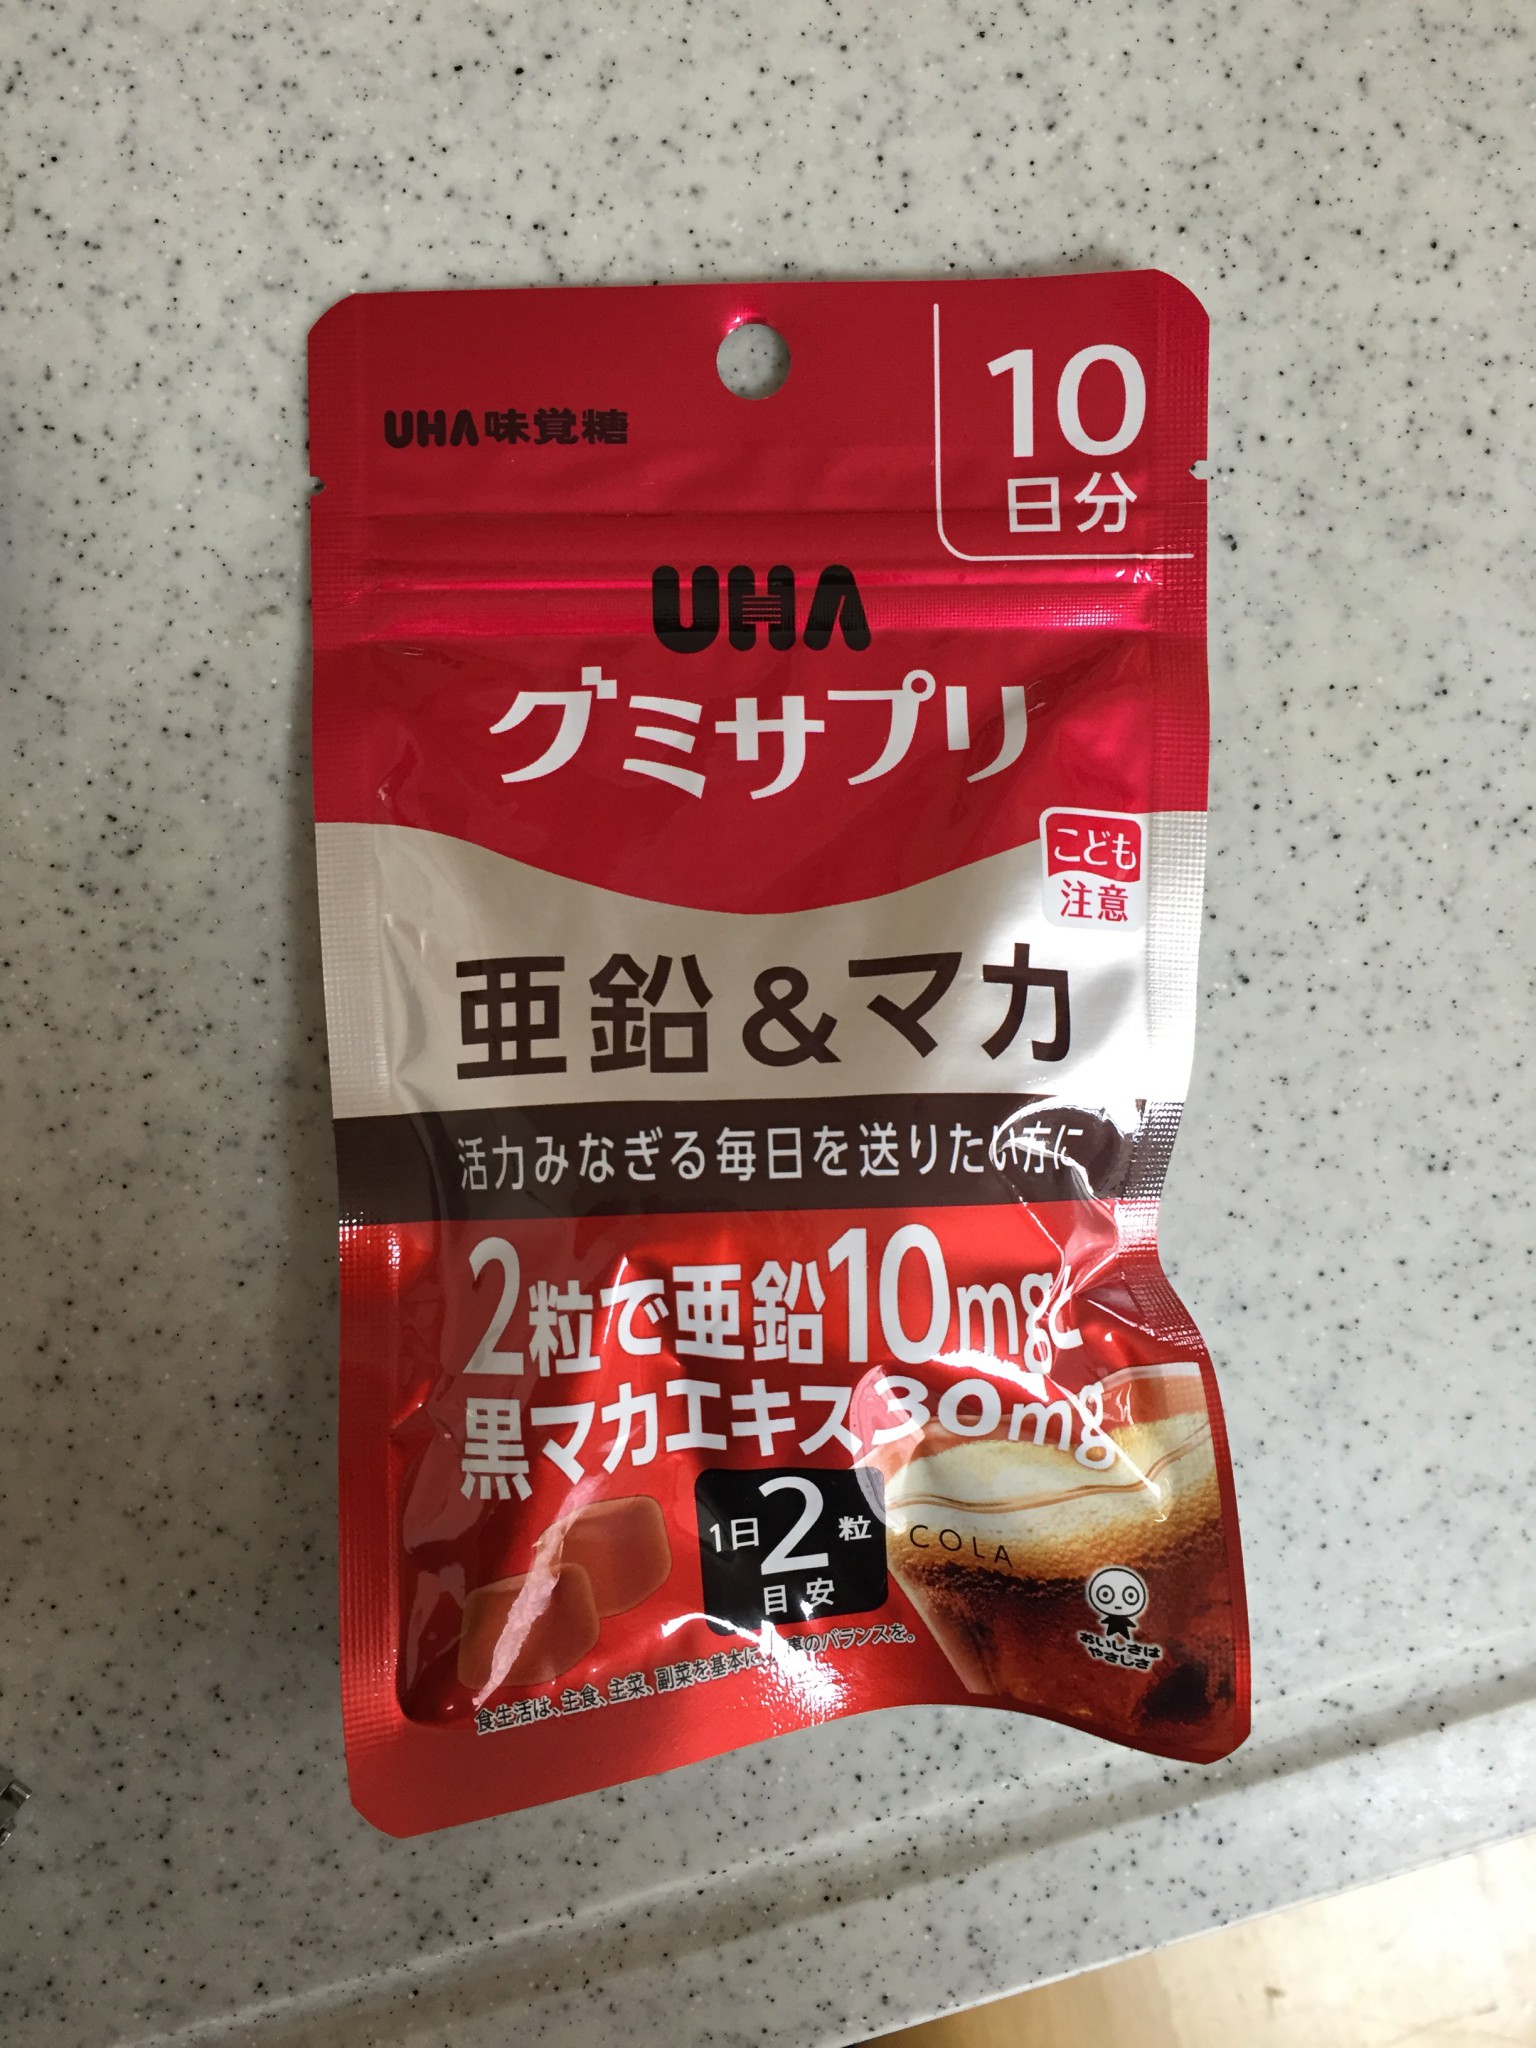 10
日分
UHA味覚糖
UHA
グミサプリ
こども
注意
亜鉛&マカ
活力みなぎる毎日を送りたい方に
2粒で亜鉛10mgと
黒マカエキス30mg
1日2粒
目安
COLA
おいしさは
やさしさ
食生活は、主食、主菜、副菜を基本に、食事のバランスを。